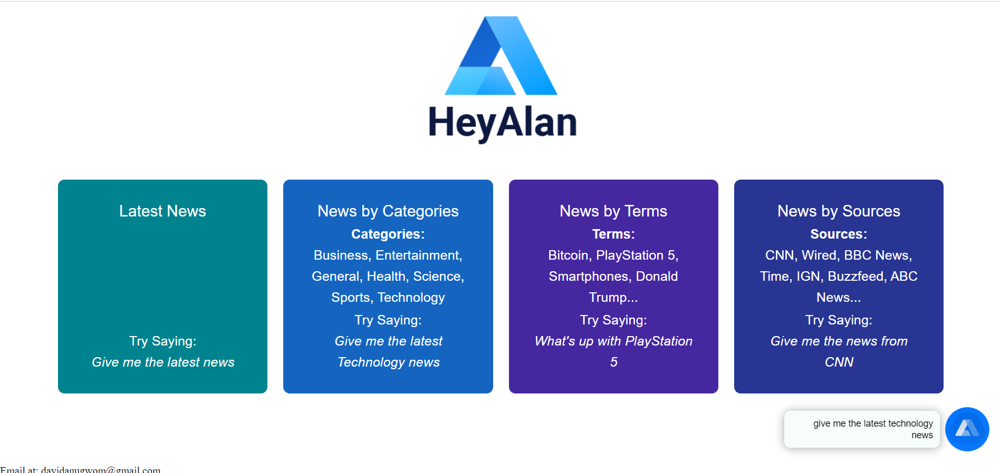 HeyAlan
Latest News
Try Saying:
Give me the latest news
News by Categories
Categories:
Business, Entertainment,
General, Health, Science,
Sports, Technology
Try Saying:
Give me the latest
Technology news
News by Terms
Terms:
Bitcoin, PlayStation 5,
Smartphones, Donald
Trump...
Try Saying:
What's up with PlayStation
5
News by Sources
Sources:
CNN, Wired, BBC News,
Time, IGN, Buzzfeed, ABC
News...
Try Saying:
Give me the news from
CNN
give me the latest technology
news
Email at: davidanugwom@gmail.com